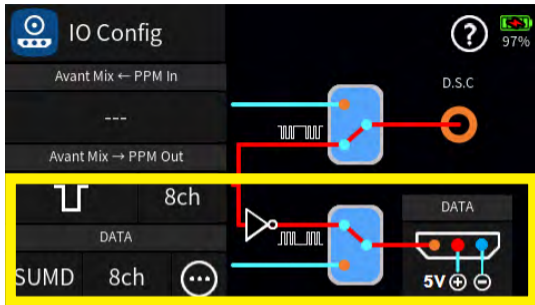 IO Config
?
97%
Avant Mix ← PPM In
D.S.C
---
Avant Mix → PPM Out
8ch
DATA
DATA
SUMD 8ch
5V ⊕ ⊖